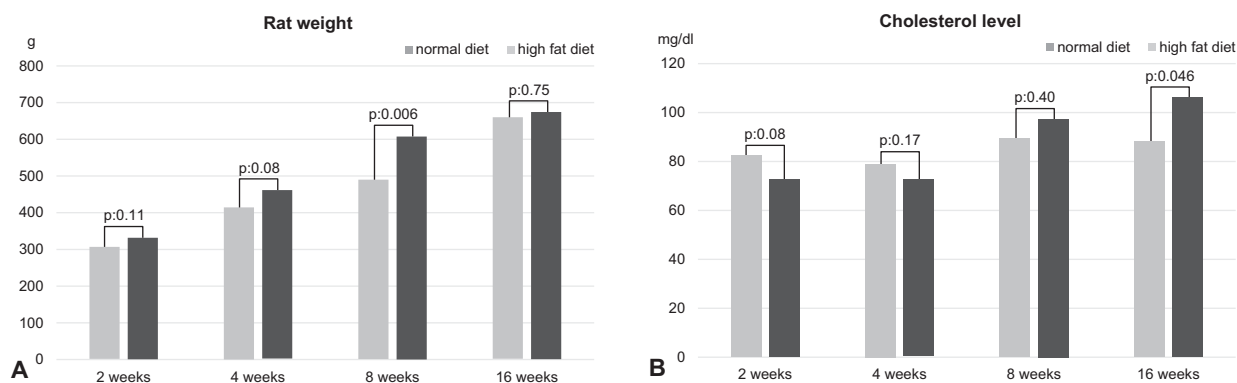 Rat weight
g
normal diet high fat diet
800
700
600
500
400
300
200
100
0
p:0.11
p:0.08
p:0.006
p:0.75
2 weeks 4 weeks 8 weeks 16 weeks
A
Cholesterol level
mg/dl
normal diet high fat diet
120
100
80
60
40
20
0
p:0.08
p:0.17
p:0.40
p:0.046
2 weeks 4 weeks 8 weeks 16 weeks
B